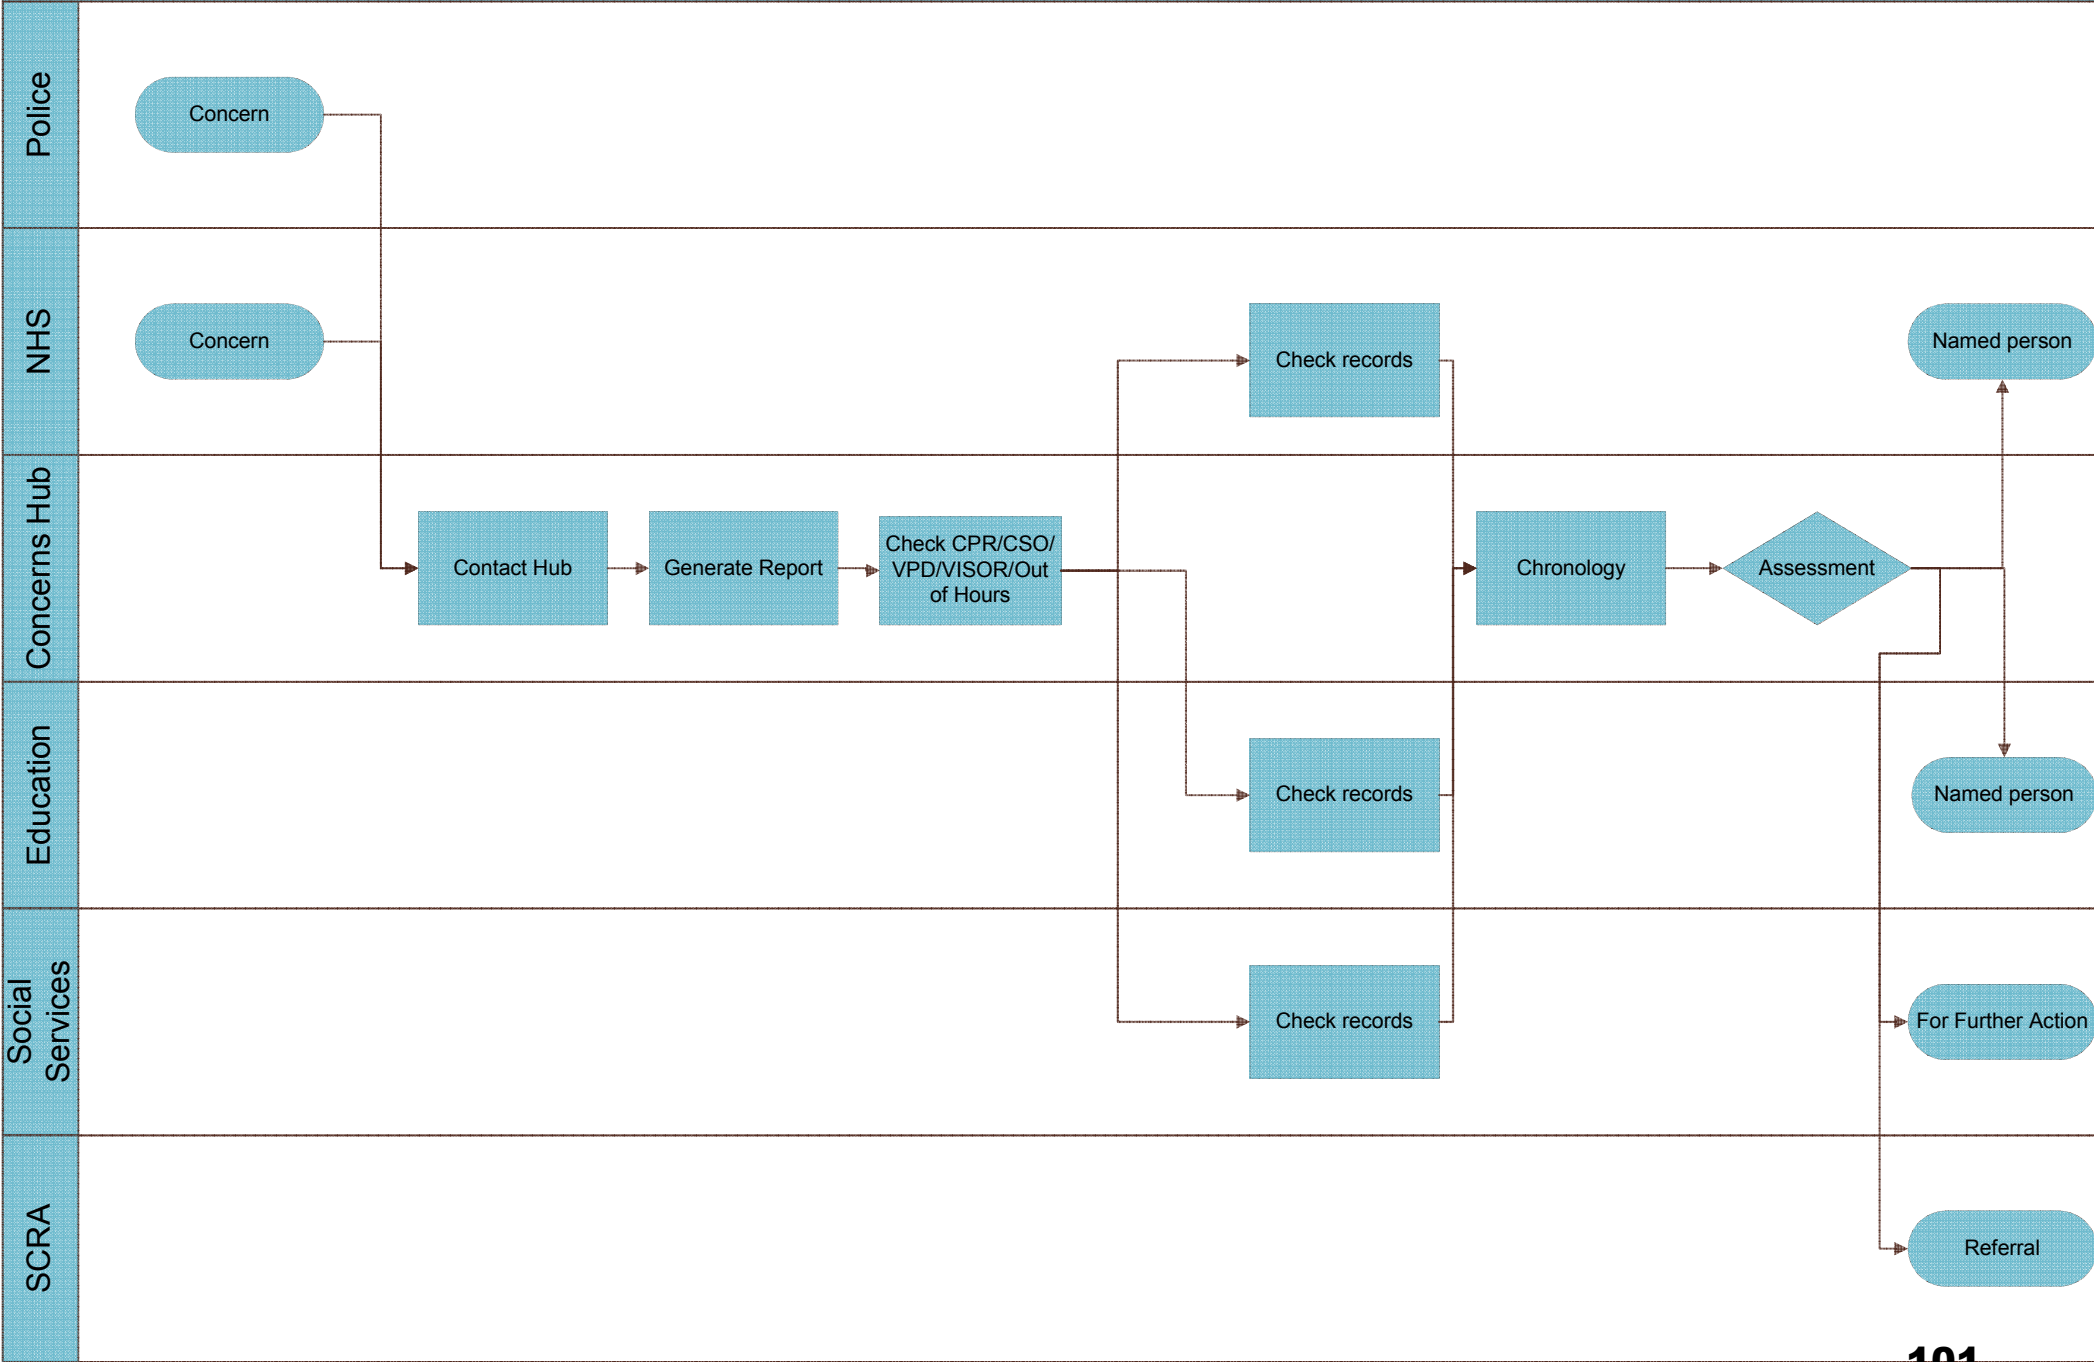 Police
Concern
NHS
Concern
Check records
Named person
Concerns Hub
Contact Hub
Generate Report
Check CPR/CSO/
VPD/VISOR/Out
of Hours
Chronology
Assessment
Education
Check records
Named person
Social
Services
Check records
For Further Action
SCRA
Referral
101